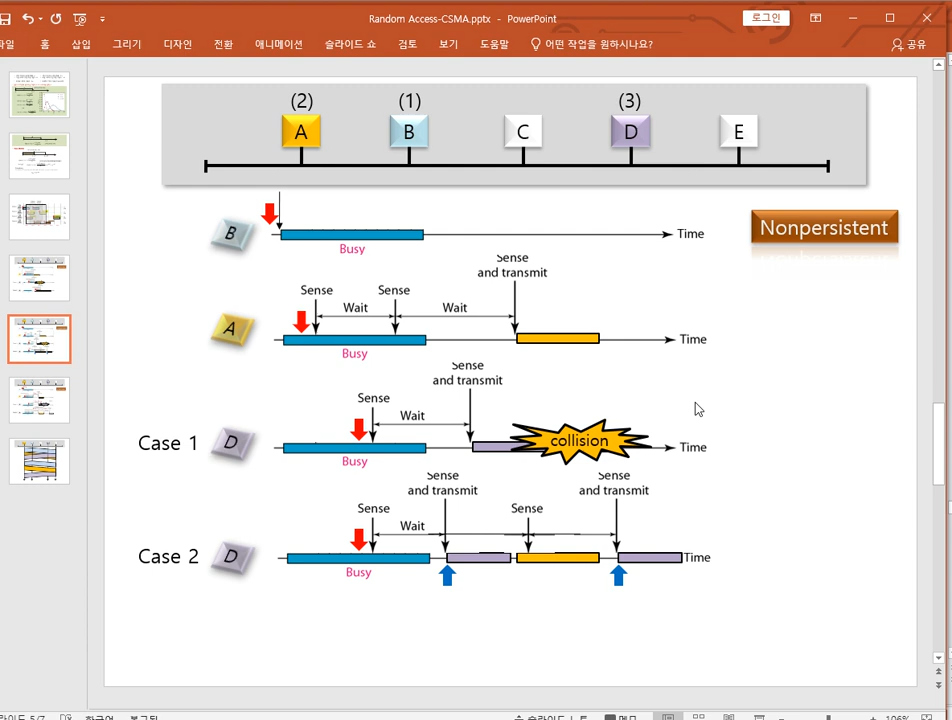 Random Access-CSMA.pptx - PowerPoint
로그인
홈 삽입 그리기 디자인 전환 애니메이션 슬라이드 쇼 검토 보기 도움말 어떤 작업을 원하시나요? 공유
(2) (1) (3)
A B C D E
B
Busy
Time
Nonpersistent
Sense
and transmit
Sense Sense
Wait Wait
A
Time
Busy
Sense
and transmit
Sense
Wait
Case 1 D
collision
Time
Busy
Sense Sense
and transmit and transmit
Sense Sense
Wait
Case 2 D
Time
Busy